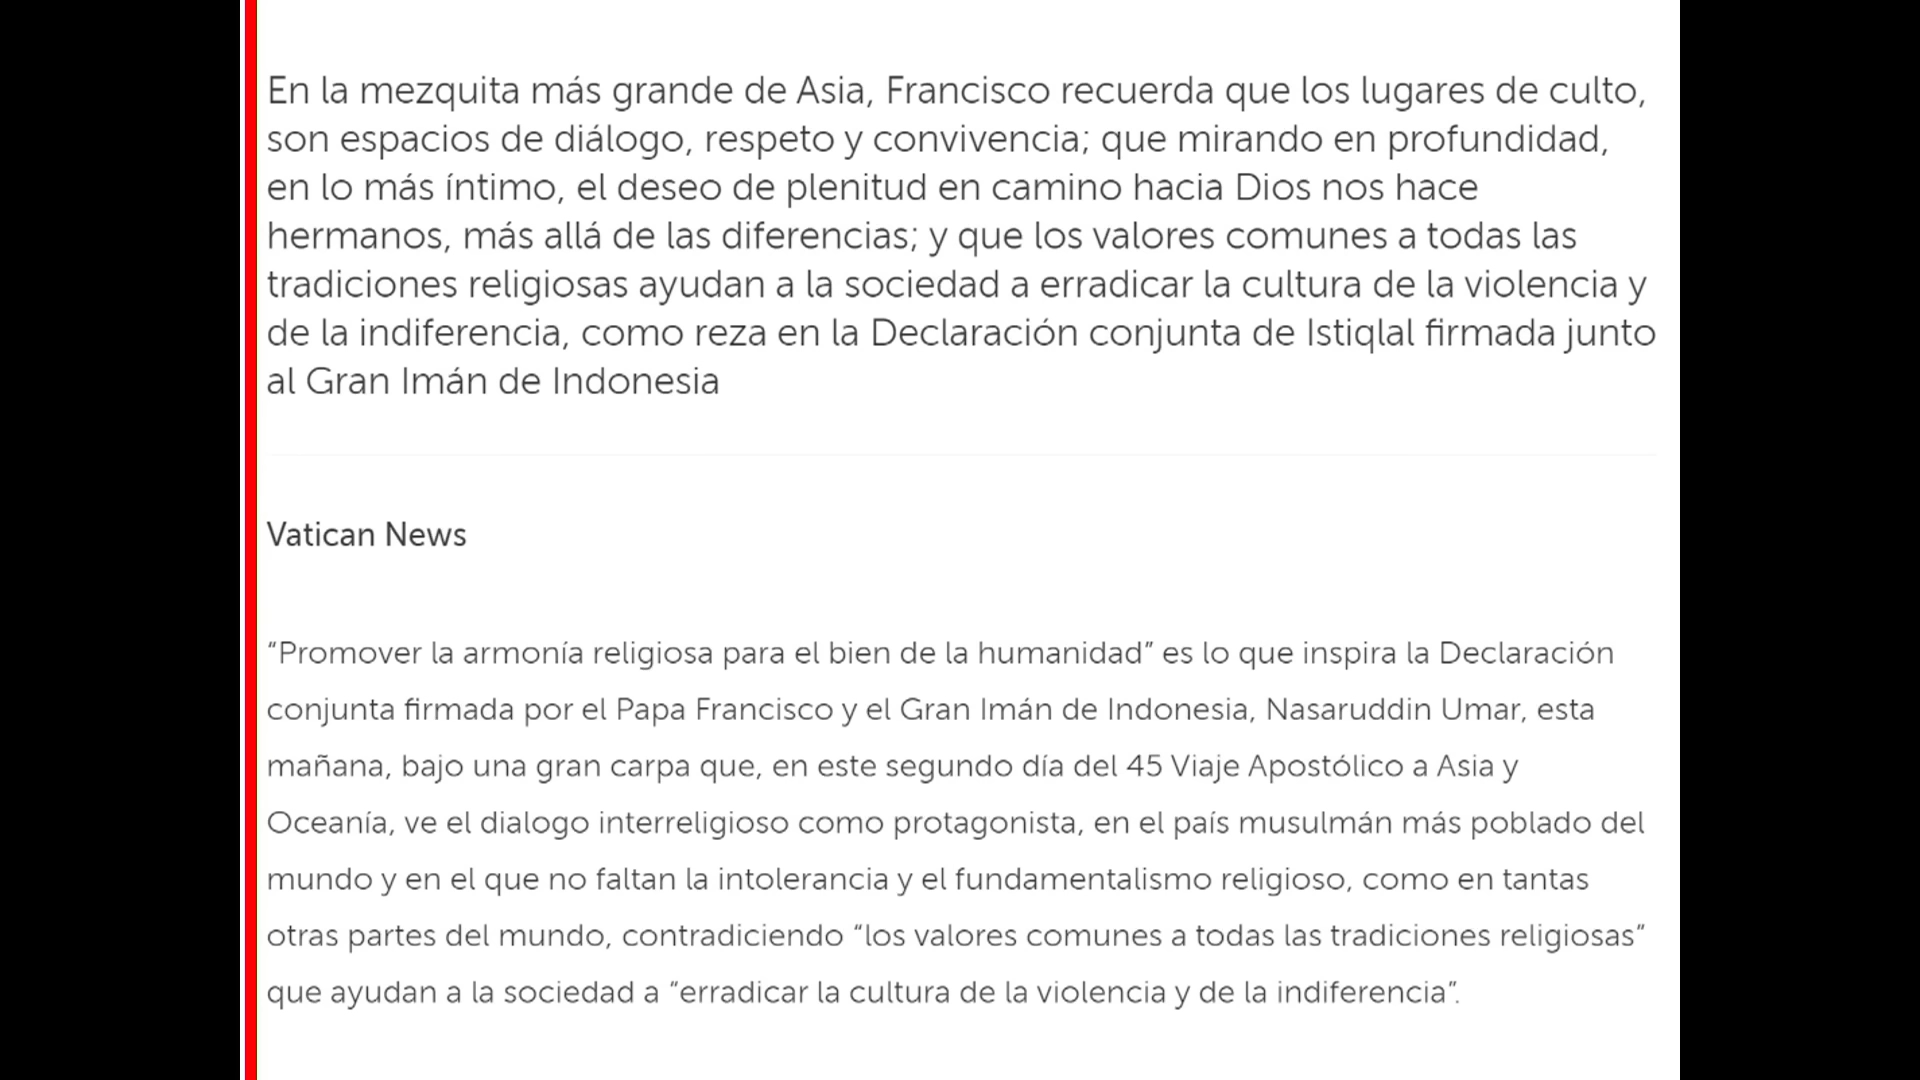 En la mezquita más grande de Asia, Francisco recuerda que los lugares de culto,
son espacios de diálogo, respeto y convivencia; que mirando en profundidad,
en lo más íntimo, el deseo de plenitud en camino hacia Dios nos hace
hermanos, más allá de las diferencias; y que los valores comunes a todas las
tradiciones religiosas ayudan a la sociedad a erradicar la cultura de la violencia y
de la indiferencia, como reza en la Declaración conjunta de Istiqlal firmada junto
al Gran Imán de Indonesia
Vatican News
“Promover la armonía religiosa para el bien de la humanidad” es lo que inspira la Declaración
conjunta firmada por el Papa Francisco y el Gran Imán de Indonesia, Nasaruddin Umar, esta
mañana, bajo una gran carpa que, en este segundo día del 45 Viaje Apostólico a Asia y
Oceanía, ve el dialogo interreligioso como protagonista, en el país musulmán más poblado del
mundo y en el que no faltan la intolerancia y el fundamentalismo religioso, como en tantas
otras partes del mundo, contradiciendo “los valores comunes a todas las tradiciones religiosas”
que ayudan a la sociedad a “erradicar la cultura de la violencia y de la indiferencia”.